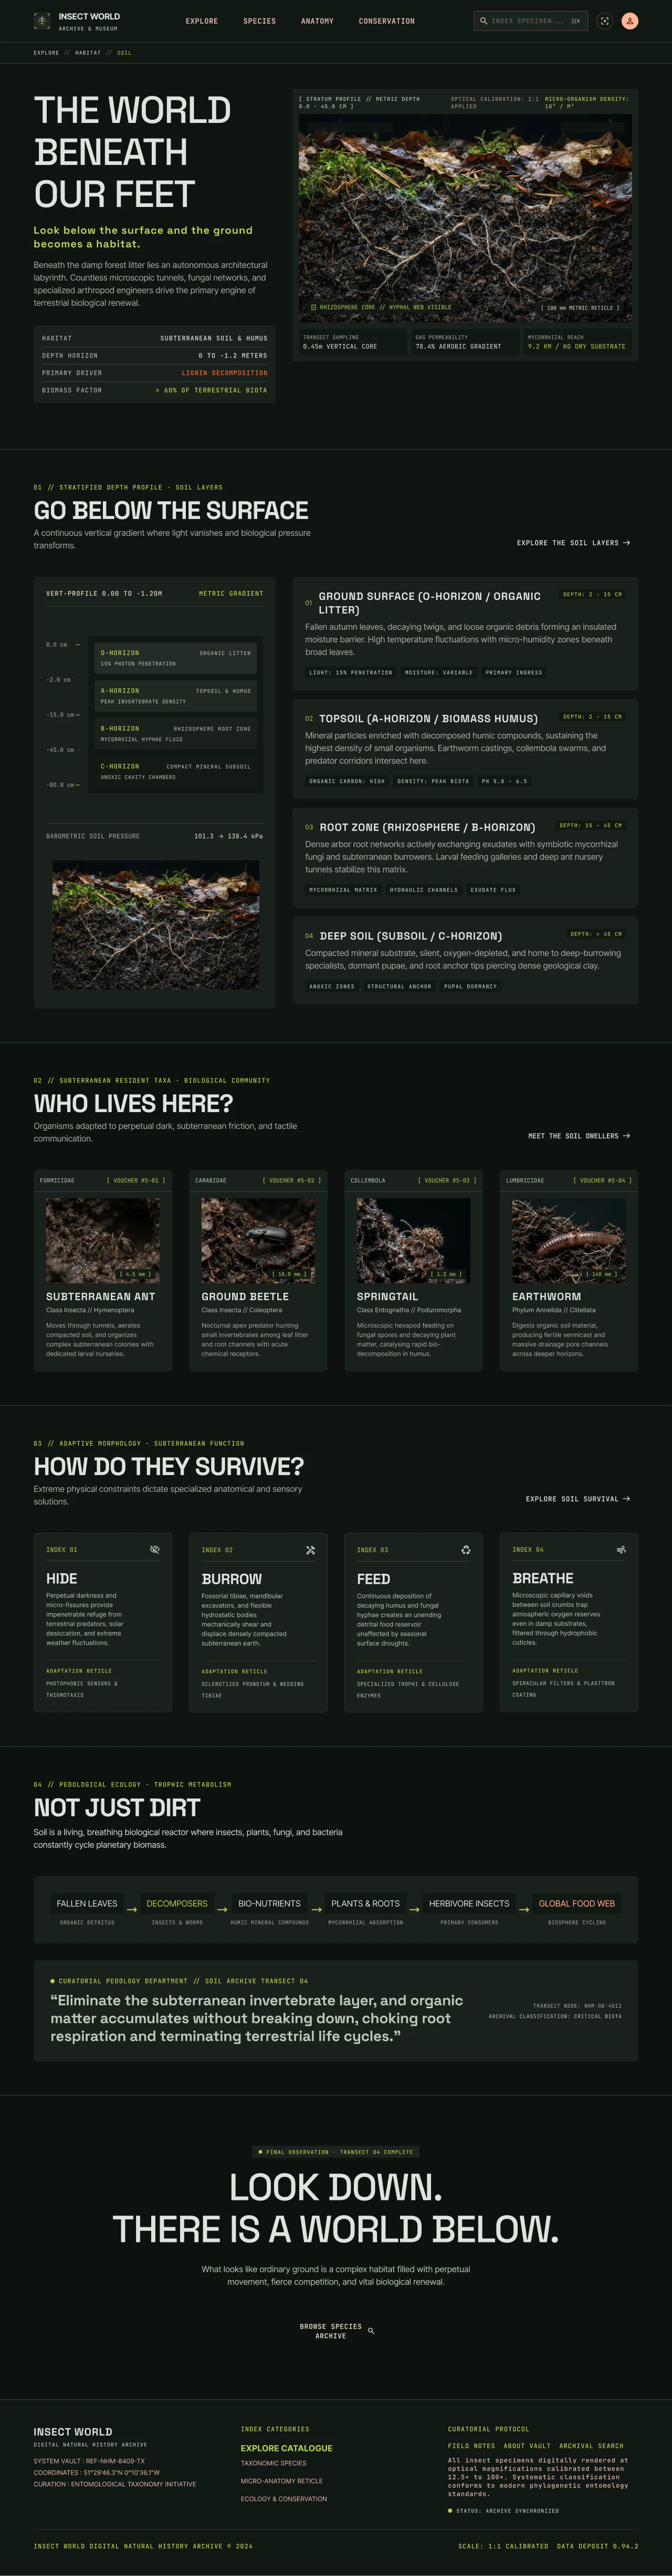 INSECT WORLD
ARCHIVE & MUSEUM
EXPLORE SPECIES ANATOMY CONSERVATION
INDEX SPECIMEN...
EXPLORE // HABITAT // SOIL
THE WORLD
BENEATH
OUR FEET
Look below the surface and the ground
becomes a habitat.
Beneath the damp forest litter lies an autonomous architectural
labyrinth. Countless microscopic tunnels, fungal networks, and
specialized arthropod engineers drive the primary engine of
terrestrial biological renewal.
HABITAT SUBTERRANEAN SOIL & HUMUS
DEPTH HORIZON 0 TO -1.2 METERS
PRIMARY DRIVER LIGNIN DECOMPOSITION
BIOMASS FACTOR > 60% OF TERRESTRIAL BIOTA
[ STRATUM PROFILE // METRIC DEPTH
0.0 - 45.0 CM ]
OPTICAL CALIBRATION: 1:1
APPLIED
MICRO-ORGANISM DENSITY:
/ M³
RHIZOSPHERE CORE // HYPHAL WEB VISIBLE
[ 100 mm METRIC RETICLE ]
TRANSECT SAMPLING
0.45m VERTICAL CORE
GAS PERMEABILITY
78.4% AEROBIC GRADIENT
MYCORRHIZAL REACH
9.2 KM / KG DRY SUBSTRATE
01 // STRATIFIED DEPTH PROFILE · SOIL LAYERS
GO BELOW THE SURFACE
A continuous vertical gradient where light vanishes and biological pressure
transforms.
EXPLORE THE SOIL LAYERS →
VERT-PROFILE 0.00 TO -1.20M METRIC GRADIENT
0.0 cm
-2.0 cm
-15.0 cm
-45.0 cm
-80.0 cm
O-HORIZON ORGANIC LITTER
15% PHOTON PENETRATION
A-HORIZON TOPSOIL & HUMUS
PEAK INVERTEBRATE DENSITY
B-HORIZON RHIZOSPHERE ROOT ZONE
MYCORRHIZAL HYPHAE FLUID
C-HORIZON COMPACT MINERAL SUBSOIL
ANOXIC CAVITY CHAMBERS
BAROMETRIC SOIL PRESSURE 101.3 → 138.4 kPa
01 GROUND SURFACE (O-HORIZON / ORGANIC
LITTER)
DEPTH: 2 - 15 CM
Fallen autumn leaves, decaying twigs, and loose organic debris forming an insulated
moisture barrier. High temperature fluctuations with micro-humidity zones beneath
broad leaves.
LIGHT: 15% PENETRATION MOISTURE: VARIABLE PRIMARY INGRESS
02 TOPSOIL (A-HORIZON / BIOMASS HUMUS)
DEPTH: 2 - 15 CM
Mineral particles enriched with decomposed humic compounds, sustaining the
highest density of small organisms. Earthworm castings, collembola swarms, and
predator corridors intersect here.
ORGANIC CARBON: HIGH DENSITY: PEAK BIOTA PH 5.8 - 6.5
03 ROOT ZONE (RHIZOSPHERE / B-HORIZON)
DEPTH: 15 - 45 CM
Dense arbor root networks actively exchanging exudates with symbiotic mycorrhizal
fungi and subterranean burrowers. Larval feeding galleries and deep ant nursery
tunnels stabilize this matrix.
MYCORRHIZAL MATRIX HYDRAULIC CHANNELS EXUDATE FLUX
04 DEEP SOIL (SUBSOIL / C-HORIZON)
DEPTH: > 45 CM
Compacted mineral substrate, silent, oxygen-depleted, and home to deep-burrowing
specialists, dormant pupae, and root anchor tips piercing dense geological clay.
ANOXIC ZONES STRUCTURAL ANCHOR PUPAL DORMANCY
02 // SUBTERRANEAN RESIDENT TAXA · BIOLOGICAL COMMUNITY
WHO LIVES HERE?
Organisms adapted to perpetual dark, subterranean friction, and tactile
communication.
MEET THE SOIL DWELLERS →
FORMICIDAE [ VOUCHER #S-01 ]
[ 4.5 mm ]
SUBTERRANEAN ANT
Class Insecta // Hymenoptera
Moves through tunnels, aerates
compacted soil, and organizes
complex subterranean colonies with
dedicated larval nurseries.
CARABIDAE [ VOUCHER #S-02 ]
[ 18.0 mm ]
GROUND BEETLE
Class Insecta // Coleoptera
Nocturnal apex predator hunting
small invertebrates among leaf litter
and root channels with acute
chemical receptors.
COLLEMBOLA [ VOUCHER #S-03 ]
[ 1.2 mm ]
SPRINGTAIL
Class Entognatha // Poduromorpha
Microscopic hexapod feeding on
fungal spores and decaying plant
matter, catalysing rapid bio-
decomposition in humus.
LUMBRICIDAE [ VOUCHER #S-04 ]
[ 140 mm ]
EARTHWORM
Phylum Annelida // Clitellata
Digests organic soil material,
producing fertile vermicast and
massive drainage pore channels
across deeper horizons.
03 // ADAPTIVE MORPHOLOGY · SUBTERRANEAN FUNCTION
HOW DO THEY SURVIVE?
Extreme physical constraints dictate specialized anatomical and sensory
solutions.
EXPLORE SOIL SURVIVAL →
INDEX 01
HIDE
Perpetual darkness and
micro-fissures provide
impenetrable refuge from
terrestrial predators, solar
desiccation, and extreme
weather fluctuations.
ADAPTATION RETICLE
PHOTOPHOBIC SENSORS &
THIGMOTAXIS
INDEX 02
BURROW
Fossorial tibiae, mandibular
excavators, and flexible
hydrostatic bodies
mechanically shear and
displace densely compacted
subterranean earth.
ADAPTATION RETICLE
SCLEROTIZED PRONOTUM & WEDGING
TIBIAE
INDEX 03
FEED
Continuous deposition of
decaying humus and fungal
hyphae creates an unending
detrital food reservoir
unaffected by seasonal
surface droughts.
ADAPTATION RETICLE
SPECIALIZED TROPHI & CELLULOSE
ENZYMES
INDEX 04
BREATHE
Microscopic capillary voids
between soil crumbs trap
atmospheric oxygen reserves
even in damp substrates,
filtered through hydrophobic
cuticles.
ADAPTATION RETICLE
SPIRACULAR FILTERS & PLASTRON
COATING
04 // PEDOLOGICAL ECOLOGY · TROPHIC METABOLISM
NOT JUST DIRT
Soil is a living, breathing biological reactor where insects, plants, fungi, and bacteria
constantly cycle planetary biomass.
FALLEN LEAVES → DECOMPOSERS → BIO-NUTRIENTS → PLANTS & ROOTS → HERBIVORE INSECTS → GLOBAL FOOD WEB
ORGANIC DETRITUS INSECTS & WORMS HUMIC MINERAL COMPOUNDS MYCORRHIZAL ABSORPTION PRIMARY CONSUMERS BIOSPHERE CYCLING
CURATORIAL PEDOLOGY DEPARTMENT // SOIL ARCHIVE TRANSECT 04
“Eliminate the subterranean invertebrate layer, and organic
matter accumulates without breaking down, choking root
respiration and terminating terrestrial life cycles.”
TRANSECT NODE: NHM-00-4012
ARCHIVAL CLASSIFICATION: CRITICAL BIOTA
FINAL OBSERVATION · TRANSECT 04 COMPLETE
LOOK DOWN.
THERE IS A WORLD BELOW.
What looks like ordinary ground is a complex habitat filled with perpetual
movement, fierce competition, and vital biological renewal.
BROWSE SPECIES
ARCHIVE
INSECT WORLD
DIGITAL NATURAL HISTORY ARCHIVE
SYSTEM VAULT : REF-NHM-8409-TX
COORDINATES : 51°29'46.3"N 0°10'36.1"W
CURATION : ENTOMOLOGICAL TAXONOMY INITIATIVE
INDEX CATEGORIES
EXPLORE CATALOGUE
TAXONOMIC SPECIES
MICRO-ANATOMY RETICLE
ECOLOGY & CONSERVATION
CURATORIAL PROTOCOL
FIELD NOTES ABOUT VAULT ARCHIVAL SEARCH
All insect specimens digitally rendered at
optical magnifications calibrated between
12.5× to 100×. Systematic classification
conforms to modern phylogenetic entomology
standards.
STATUS: ARCHIVE SYNCHRONIZED
INSECT WORLD DIGITAL NATURAL HISTORY ARCHIVE © 2024
SCALE: 1:1 CALIBRATED DATA DEPOSIT 0.94.2